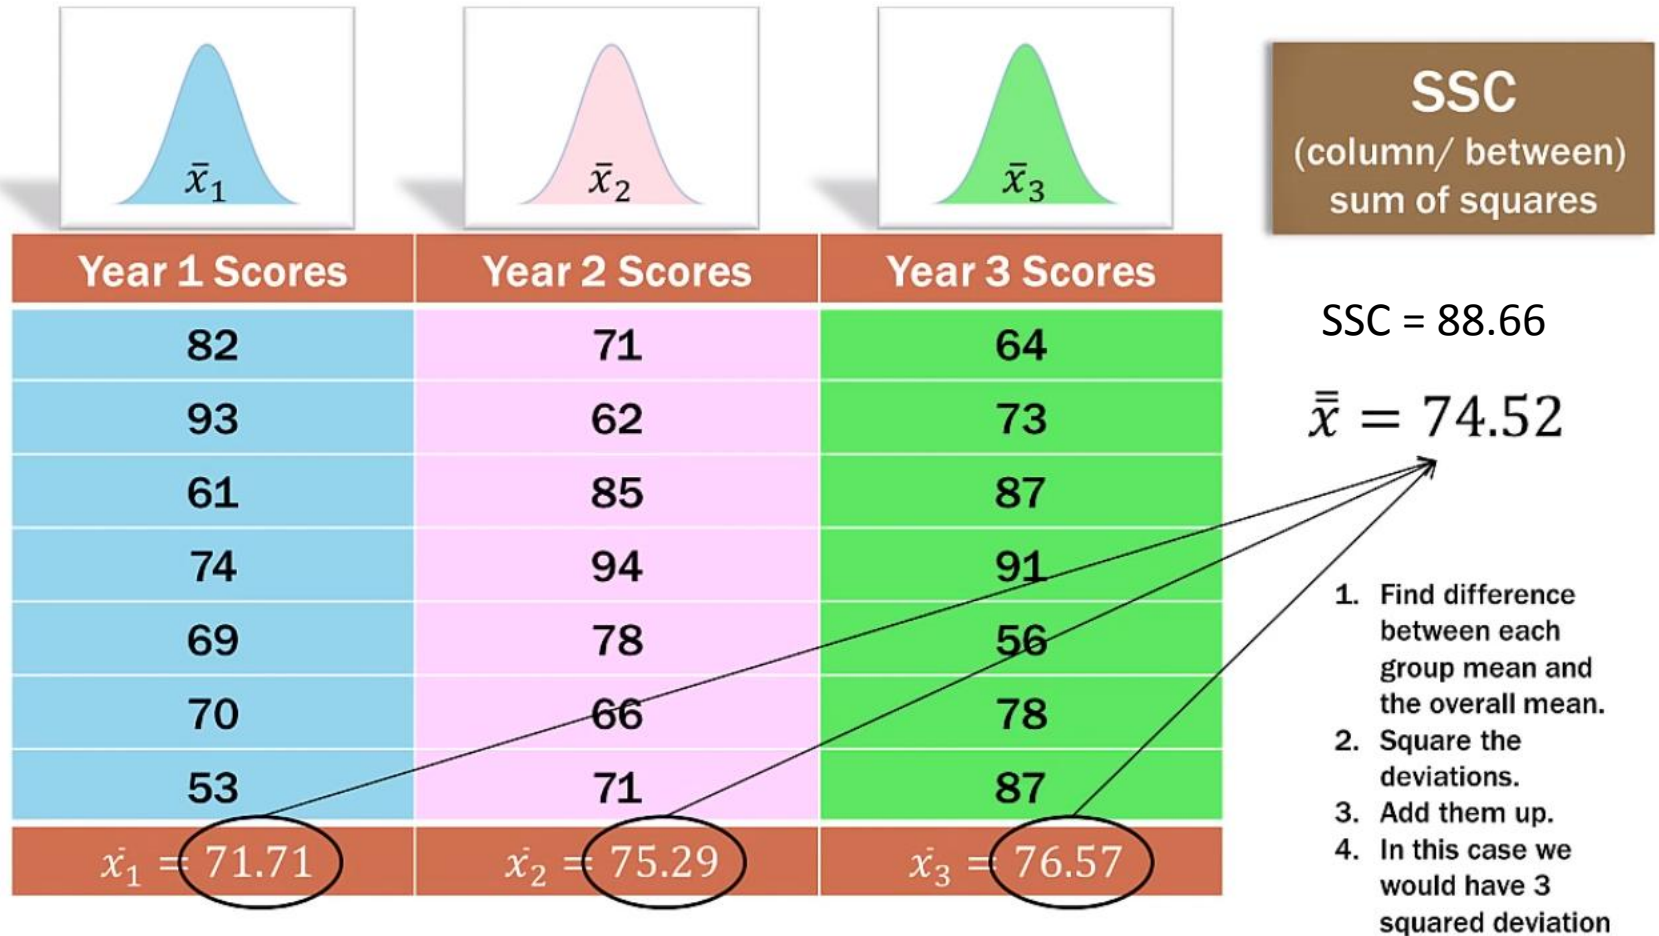 x̄₁
x̄₂
x̄₃
SSC
(column/ between)
sum of squares
Year 1 Scores Year 2 Scores Year 3 Scores
82 71 64
93 62 73
61 85 87
74 94 91
69 78 56
70 66 78
53 71 87
x̄₁ = 71.71 x̄₂ = 75.29 x̄₃ = 76.57
SSC = 88.66
x̿ = 74.52
1. Find difference
between each
group mean and
the overall mean.
2. Square the
deviations.
3. Add them up.
4. In this case we
would have 3
squared deviation